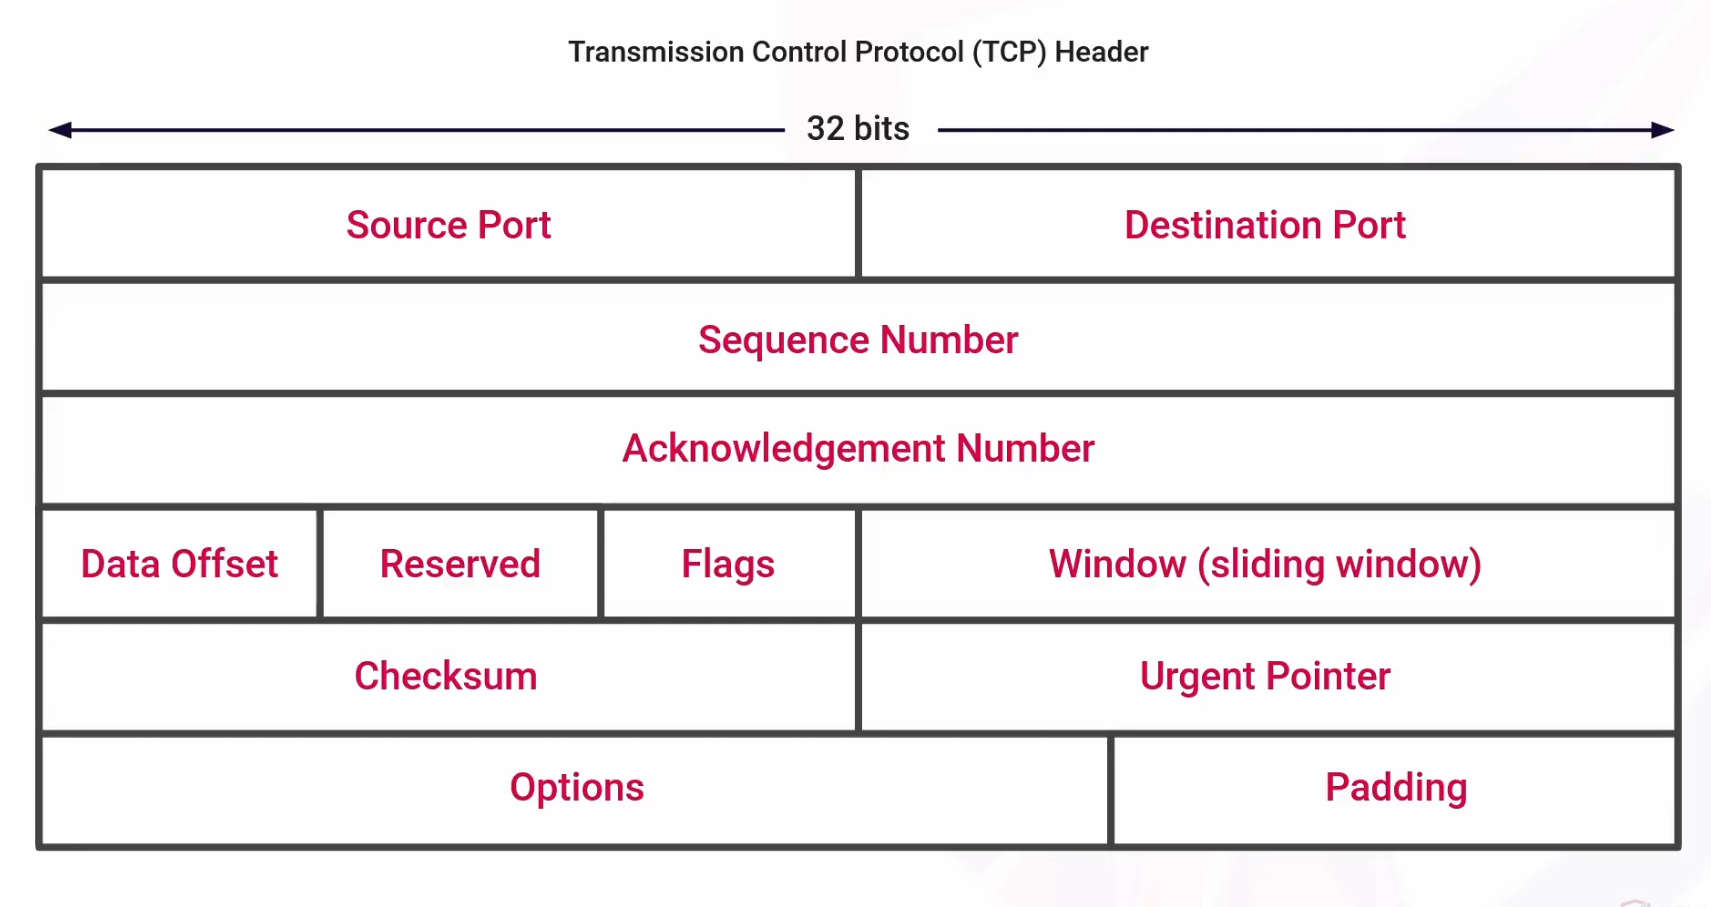 Transmission Control Protocol (TCP) Header
32 bits
Source Port
Destination Port
Sequence Number
Acknowledgement Number
Data Offset
Reserved
Flags
Window (sliding window)
Checksum
Urgent Pointer
Options
Padding